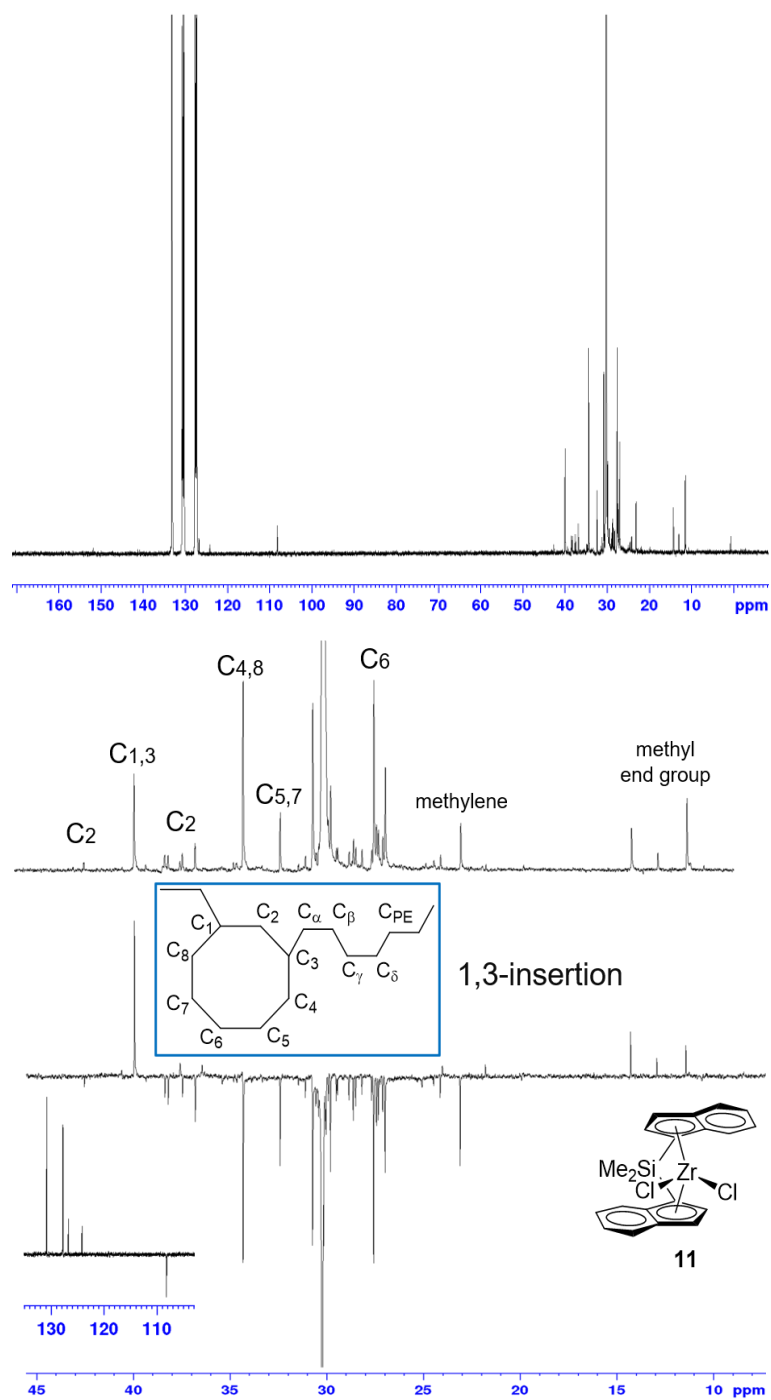 160 150 140 130 120 110 100 90 80 70 60 50 40 30 20 10 ppm
C4,8
C6
C1,3
C5,7
methyl
end group
methylene
C2
C2
C1
C2
Cα
Cβ
CPE
C8
C3
Cγ
Cδ
C7
C4
C6
C5
1,3-insertion
Me2Si
Zr
Cl
Cl
11
130 120 110
45 40 35 30 25 20 15 10 ppm